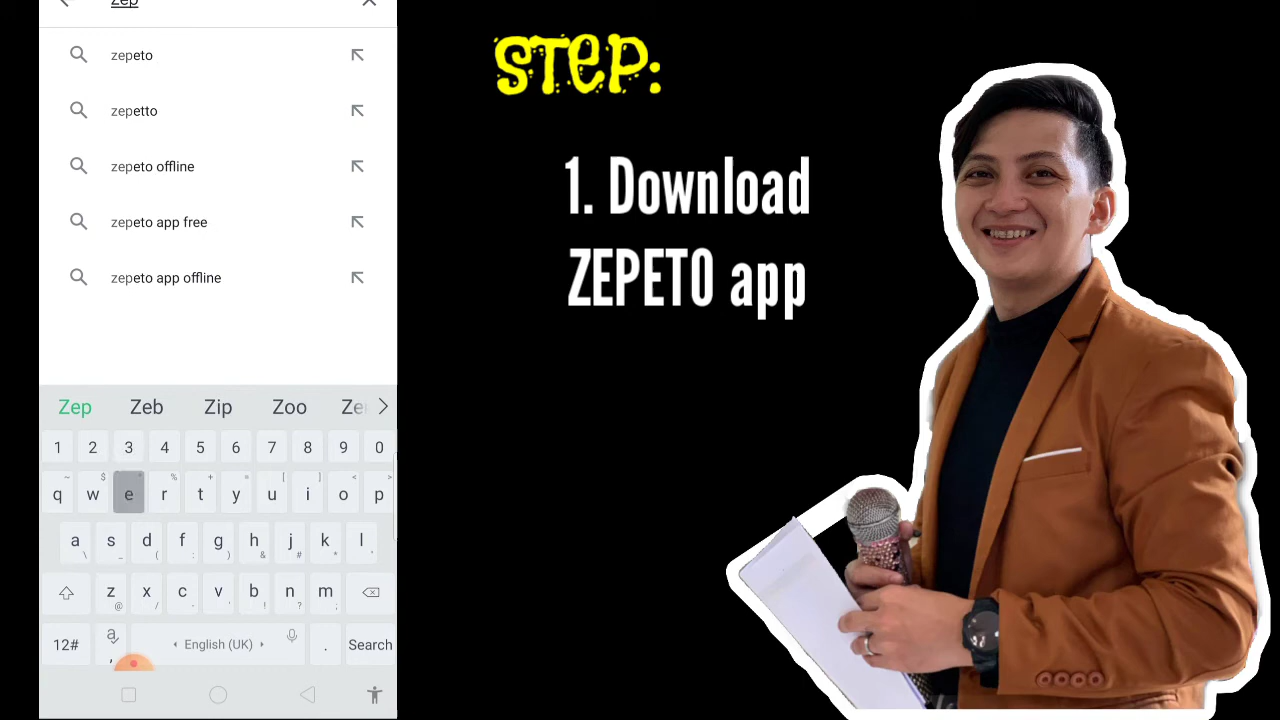 Zep
zepeto
zepetto
zepeto offline
zepeto app free
zepeto app offline
Zep Zeb Zip Zoo
1 2 3 4 5 6 7 8 9 0
q w e r t y u i o p
a s d f g h j k l
z x c v b n m
12# English (UK) . Search
STEP:
1. Download
ZEPETO app